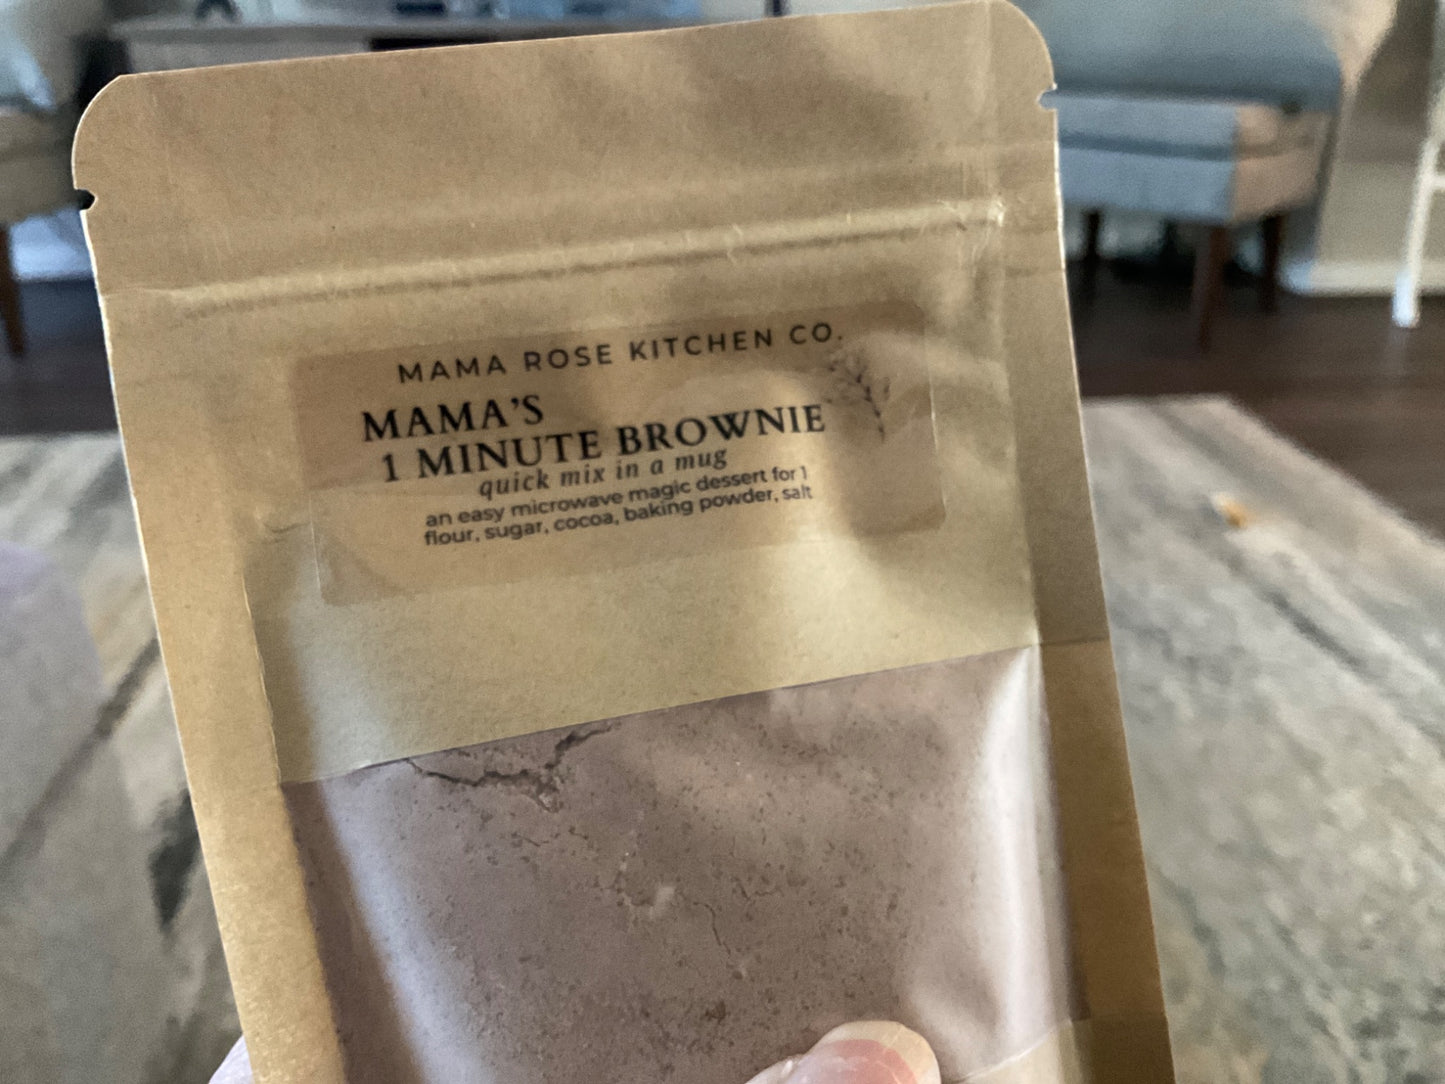 MAMA ROSE KITCHEN CO.
MAMA'S
1 MINUTE BROWNIE
quick mix in a mug
an easy microwave magic dessert for 1
flour, sugar, cocoa, baking powder, salt